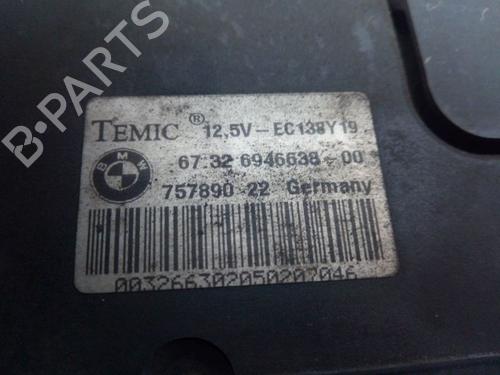 B-PARTS
TEMIC ® 12,5V-EC138Y19
BMW
67.32 6946638-00
757890 22 Germany
003266302050207046